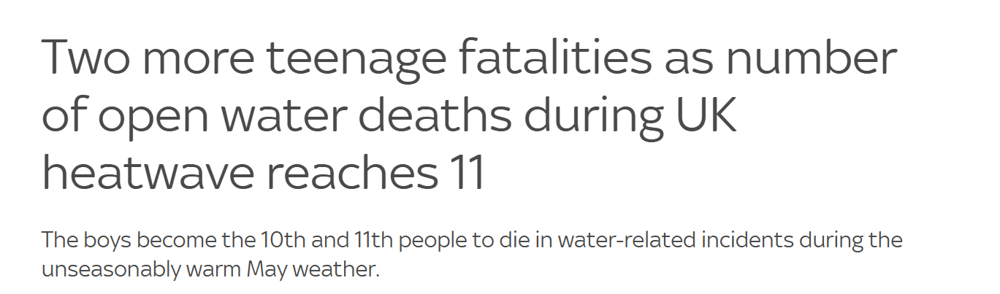 Two more teenage fatalities as number
of open water deaths during UK
heatwave reaches 11
The boys become the 10th and 11th people to die in water-related incidents during the
unseasonably warm May weather.